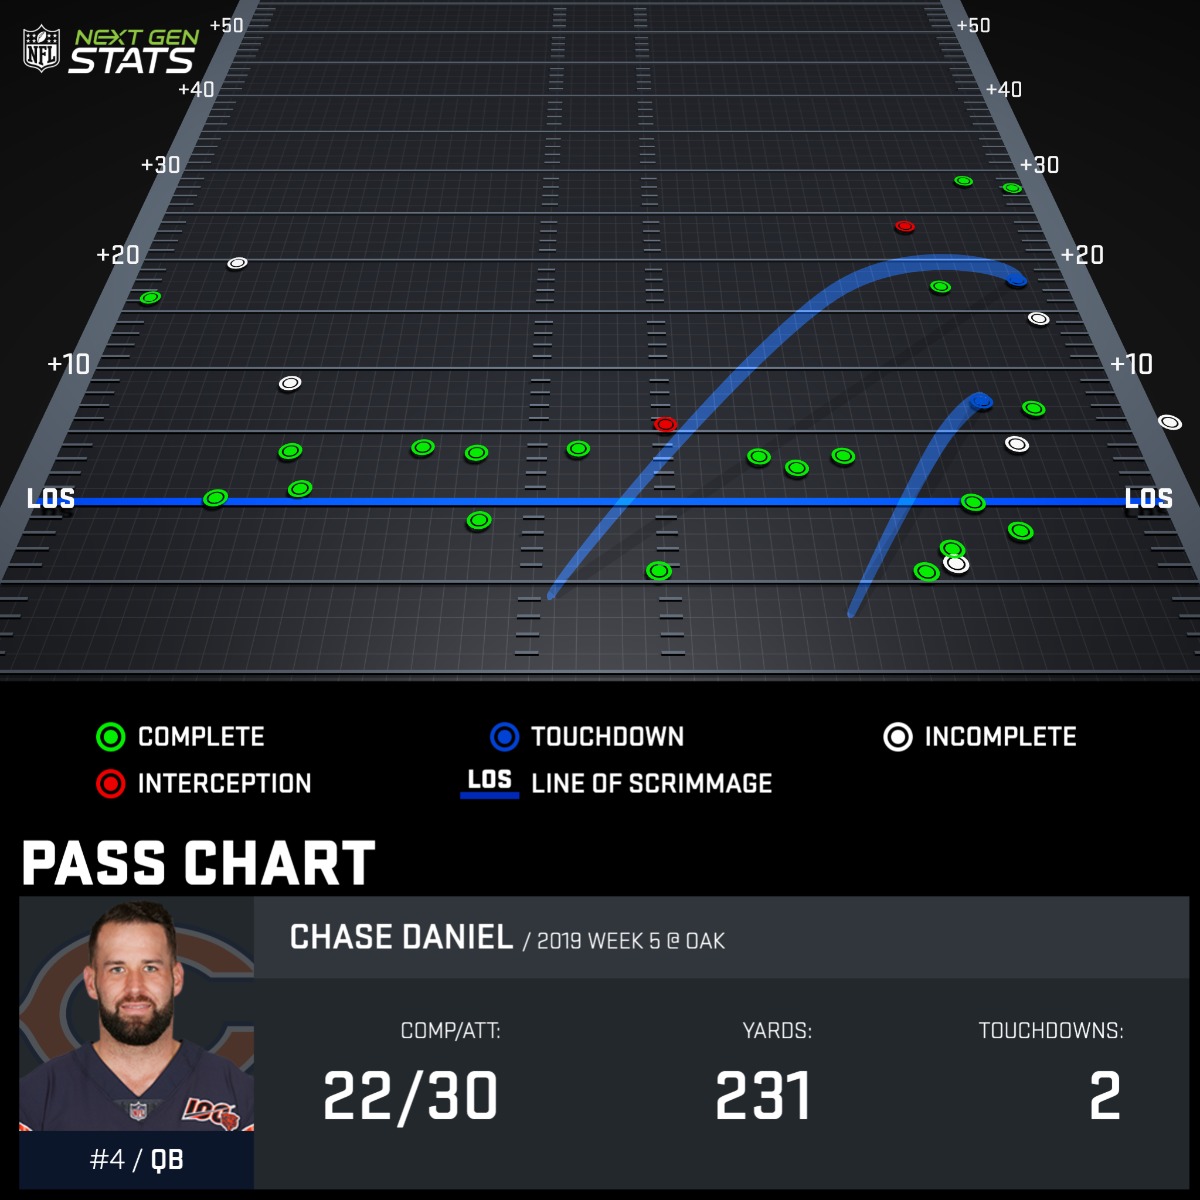 NFL NEXT GEN
STATS
+50 +50
+40 +40
+30 +30
+20 +20
+10 +10
LOS LOS
COMPLETE TOUCHDOWN INCOMPLETE
INTERCEPTION LOS LINE OF SCRIMMAGE
PASS CHART
CHASE DANIEL / 2019 WEEK 5 @ OAK
COMP/ATT: YARDS: TOUCHDOWNS:
22/30 231 2
NFL 100
#4 / QB